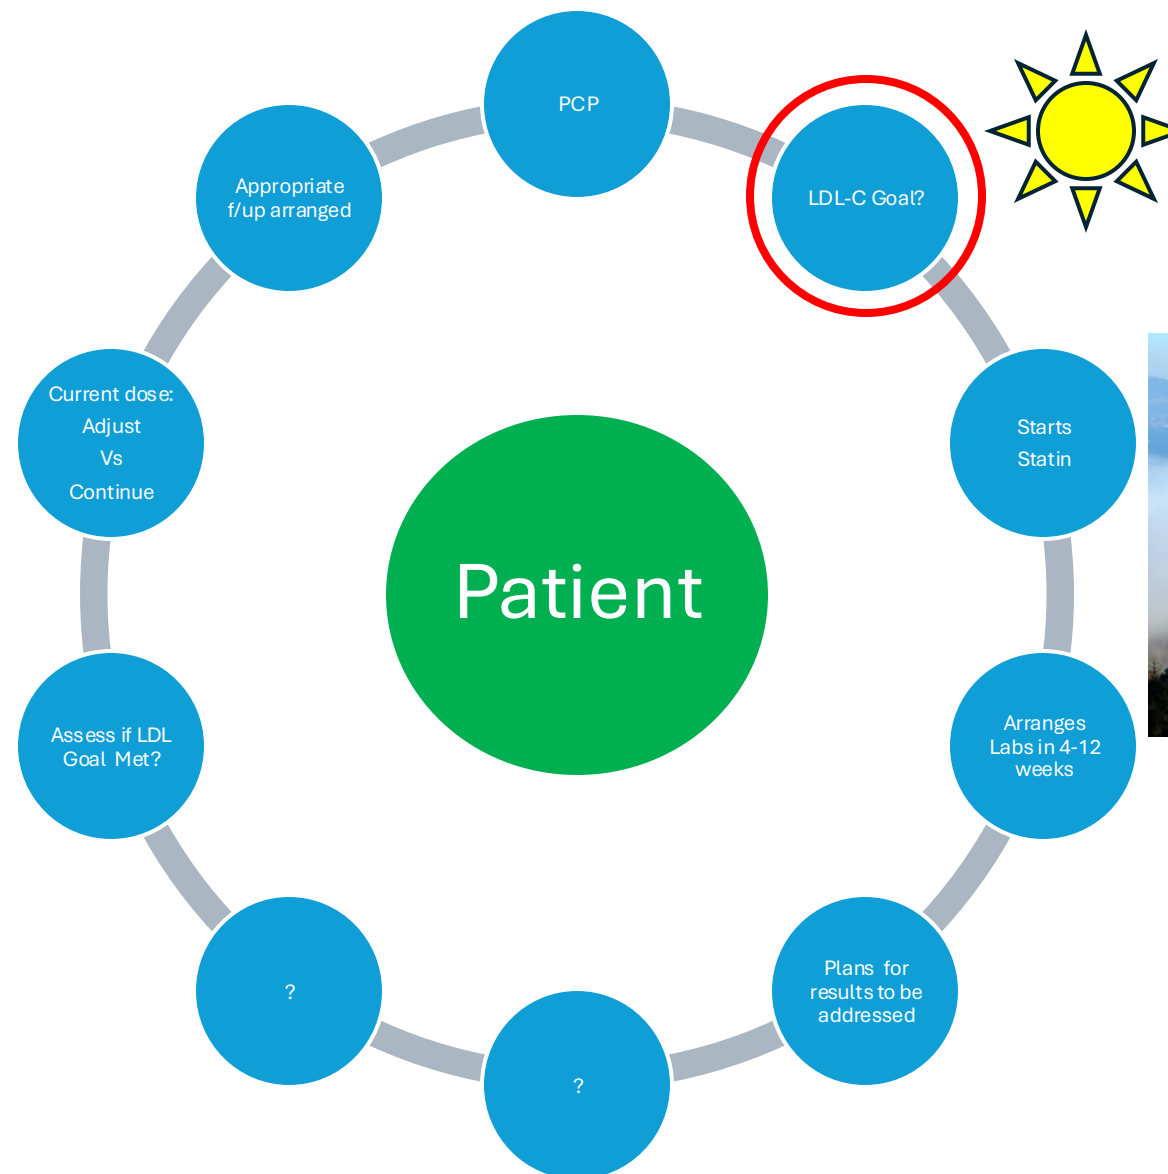 PCP
LDL-C Goal?
Starts
Statin
Arranges
Labs in 4-12
weeks
Plans for
results to be
addressed
?
?
Assess if LDL
Goal Met?
Current dose:
Adjust
Vs
Continue
Appropriate
f/up arranged
Patient